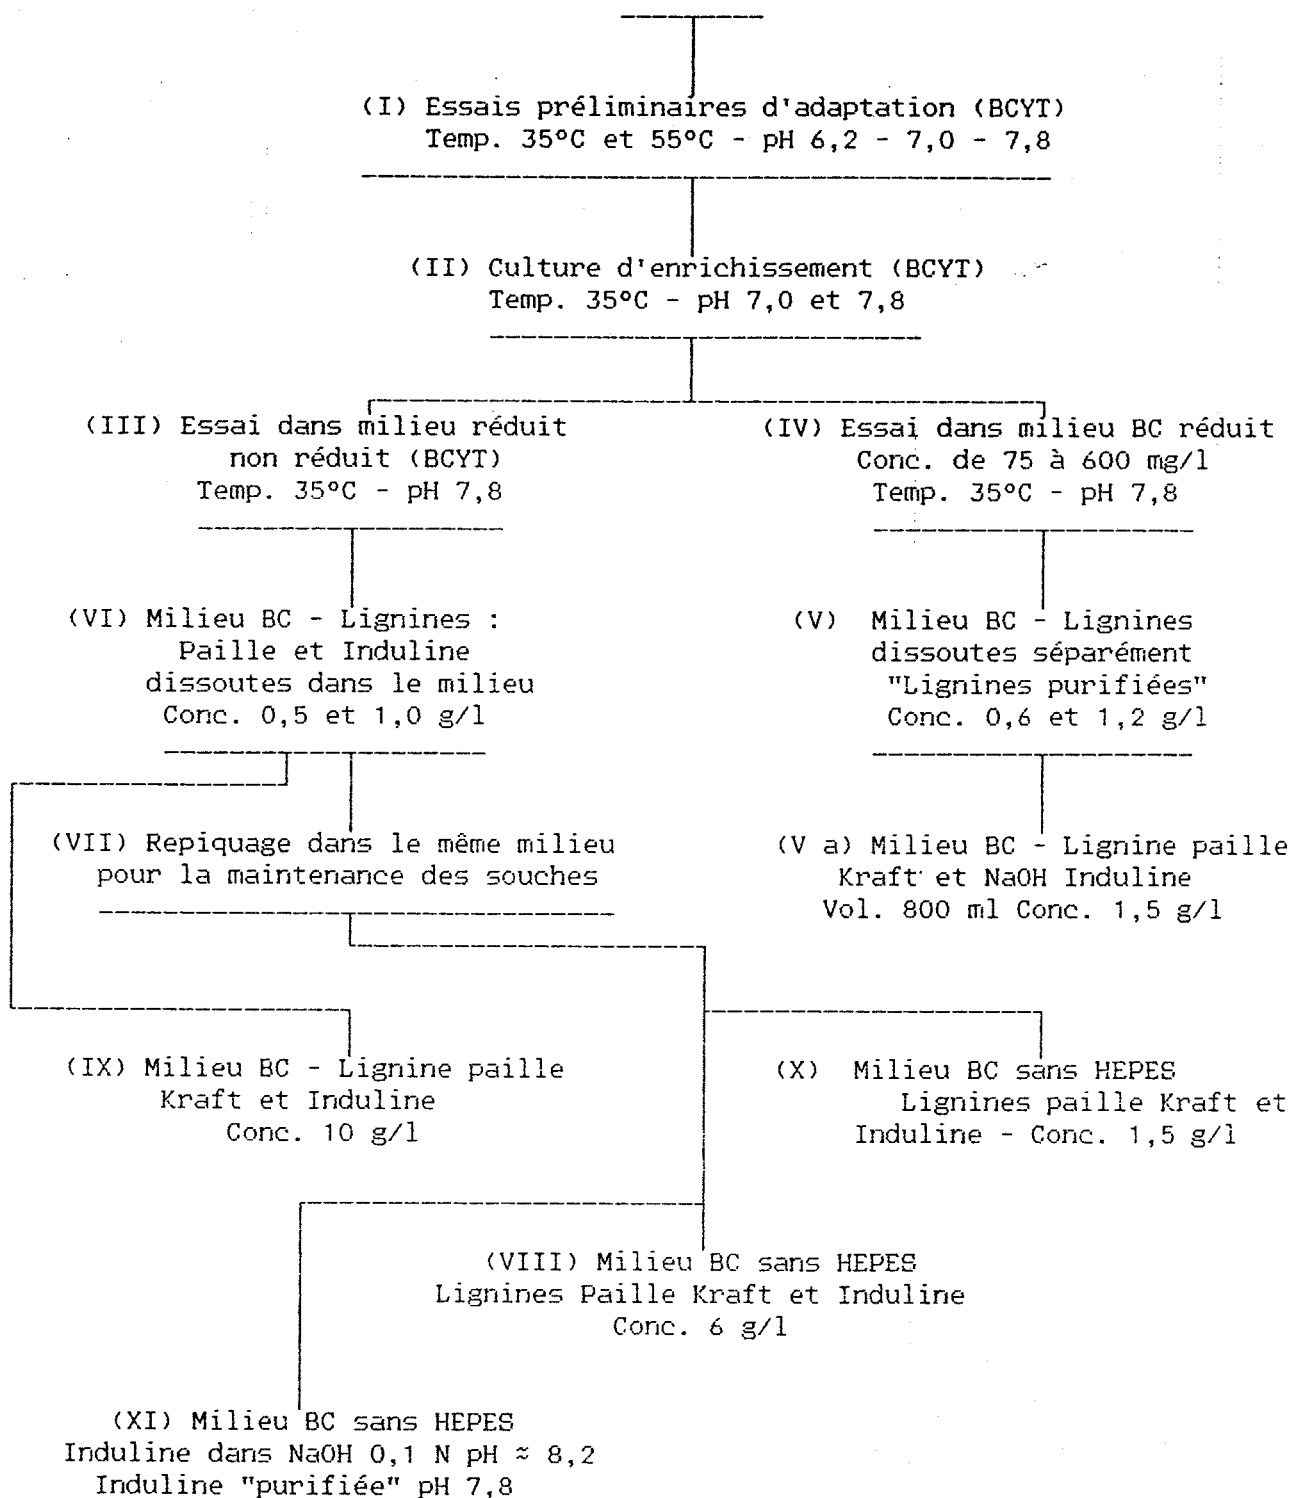 (I) Essais préliminaires d'adaptation (BCYT)
Temp. 35°C et 55°C - pH 6,2 - 7,0 - 7,8
(II) Culture d'enrichissement (BCYT)
Temp. 35°C - pH 7,0 et 7,8
(III) Essai dans milieu réduit
non réduit (BCYT)
Temp. 35°C - pH 7,8
(IV) Essai dans milieu BC réduit
Conc. de 75 à 600 mg/l
Temp. 35°C - pH 7,8
(VI) Milieu BC - Lignines :
Paille et Induline
dissoutes dans le milieu
Conc. 0,5 et 1,0 g/l
(V) Milieu BC - Lignines
dissoutes séparément
"Lignines purifiées"
Conc. 0,6 et 1,2 g/l
(VII) Repiquage dans le même milieu
pour la maintenance des souches
(V a) Milieu BC - Lignine paille
Kraft et NaOH Induline
Vol. 800 ml Conc. 1,5 g/l
(IX) Milieu BC - Lignine paille
Kraft et Induline
Conc. 10 g/l
(X) Milieu BC sans HEPES
Lignines paille Kraft et
Induline - Conc. 1,5 g/l
(VIII) Milieu BC sans HEPES
Lignines Paille Kraft et Induline
Conc. 6 g/l
(XI) Milieu BC sans HEPES
Induline dans NaOH 0,1 N pH ≈ 8,2
Induline "purifiée" pH 7,8